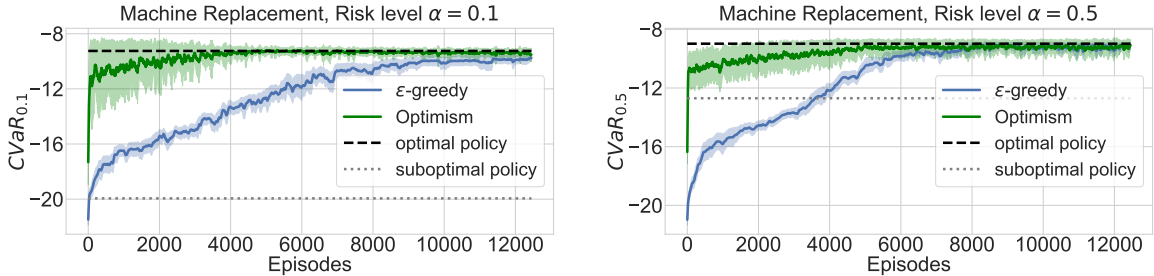 Machine Replacement, Risk level α = 0.1
−8
−12
−16
−20
CVaR0.1
ε-greedy
Optimism
optimal policy
suboptimal policy
0 2000 4000 6000 8000 10000 12000
Episodes
Machine Replacement, Risk level α = 0.5
−8
−12
−16
−20
CVaR0.5
ε-greedy
Optimism
optimal policy
suboptimal policy
0 2000 4000 6000 8000 10000 12000
Episodes